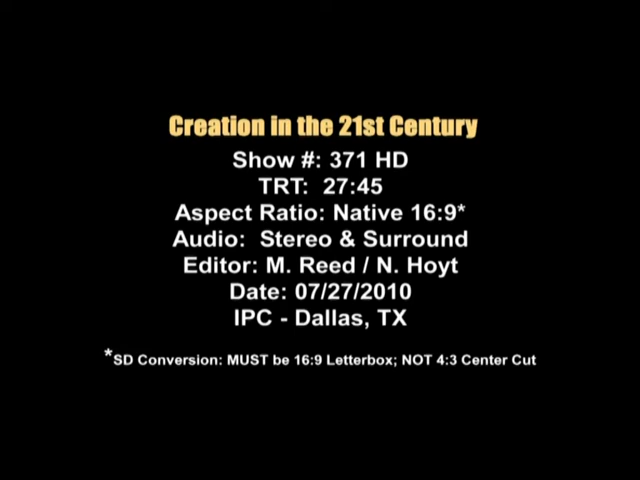 Creation in the 21st Century
Show #: 371 HD
TRT:  27:45
Aspect Ratio: Native 16:9*
Audio:  Stereo & Surround
Editor: M. Reed / N. Hoyt
Date: 07/27/2010
IPC - Dallas, TX
*SD Conversion: MUST be 16:9 Letterbox; NOT 4:3 Center Cut